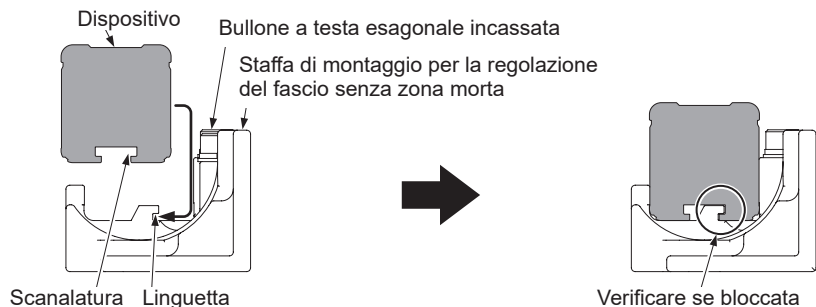 Dispositivo
Bullone a testa esagonale incassata
Staffa di montaggio per la regolazione
del fascio senza zona morta
Scanalatura
Linguetta
Verificare se bloccata